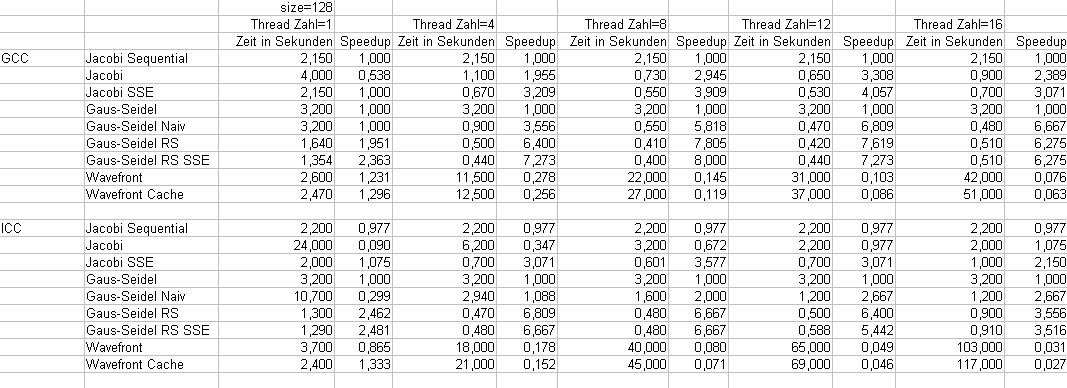 size=128
Thread Zahl=1 Thread Zahl=4 Thread Zahl=8 Thread Zahl=12 Thread Zahl=16
Zeit in Sekunden Speedup Zeit in Sekunden Speedup Zeit in Sekunden Speedup Zeit in Sekunden Speedup Zeit in Sekunden Speedup
GCC Jacobi Sequential 2,150 1,000 2,150 1,000 2,150 1,000 2,150 1,000 2,150 1,000
Jacobi 4,000 0,538 1,100 1,955 0,730 2,945 0,650 3,308 0,900 2,389
Jacobi SSE 2,150 1,000 0,670 3,209 0,550 3,909 0,530 4,057 0,700 3,071
Gaus-Seidel 3,200 1,000 3,200 1,000 3,200 1,000 3,200 1,000 3,200 1,000
Gaus-Seidel Naiv 3,200 1,000 0,900 3,556 0,550 5,818 0,470 6,809 0,480 6,667
Gaus-Seidel RS 1,640 1,951 0,500 6,400 0,410 7,805 0,420 7,619 0,510 6,275
Gaus-Seidel RS SSE 1,354 2,363 0,440 7,273 0,400 8,000 0,440 7,273 0,510 6,275
Wavefront 2,600 1,231 11,500 0,278 22,000 0,145 31,000 0,103 42,000 0,076
Wavefront Cache 2,470 1,296 12,500 0,256 27,000 0,119 37,000 0,086 51,000 0,063
ICC Jacobi Sequential 2,200 0,977 2,200 0,977 2,200 0,977 2,200 0,977 2,200 0,977
Jacobi 24,000 0,090 6,200 0,347 3,200 0,672 2,200 0,977 2,000 1,075
Jacobi SSE 2,000 1,075 0,700 3,071 0,601 3,577 0,700 3,071 1,000 2,150
Gaus-Seidel 3,200 1,000 3,200 1,000 3,200 1,000 3,200 1,000 3,200 1,000
Gaus-Seidel Naiv 10,700 0,299 2,940 1,088 1,600 2,000 1,200 2,667 1,200 2,667
Gaus-Seidel RS 1,300 2,462 0,470 6,809 0,480 6,667 0,500 6,400 0,900 3,556
Gaus-Seidel RS SSE 1,290 2,481 0,480 6,667 0,480 6,667 0,588 5,442 0,910 3,516
Wavefront 3,700 0,865 18,000 0,178 40,000 0,080 65,000 0,049 103,000 0,031
Wavefront Cache 2,400 1,333 21,000 0,152 45,000 0,071 69,000 0,046 117,000 0,027